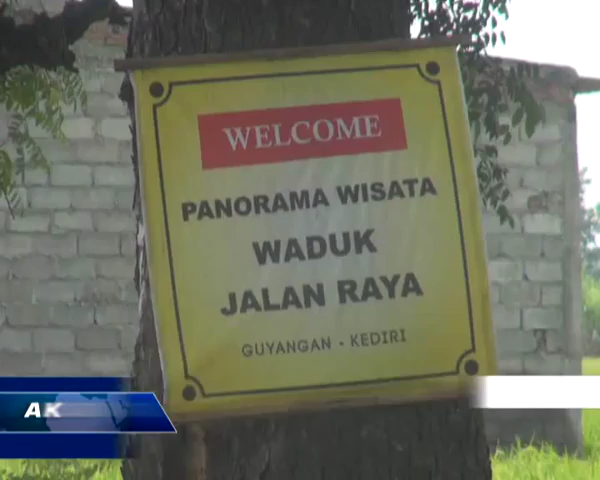 WELCOME
PANORAMA WISATA
WADUK
JALAN RAYA
GUYANGAN - KEDIRI
AK